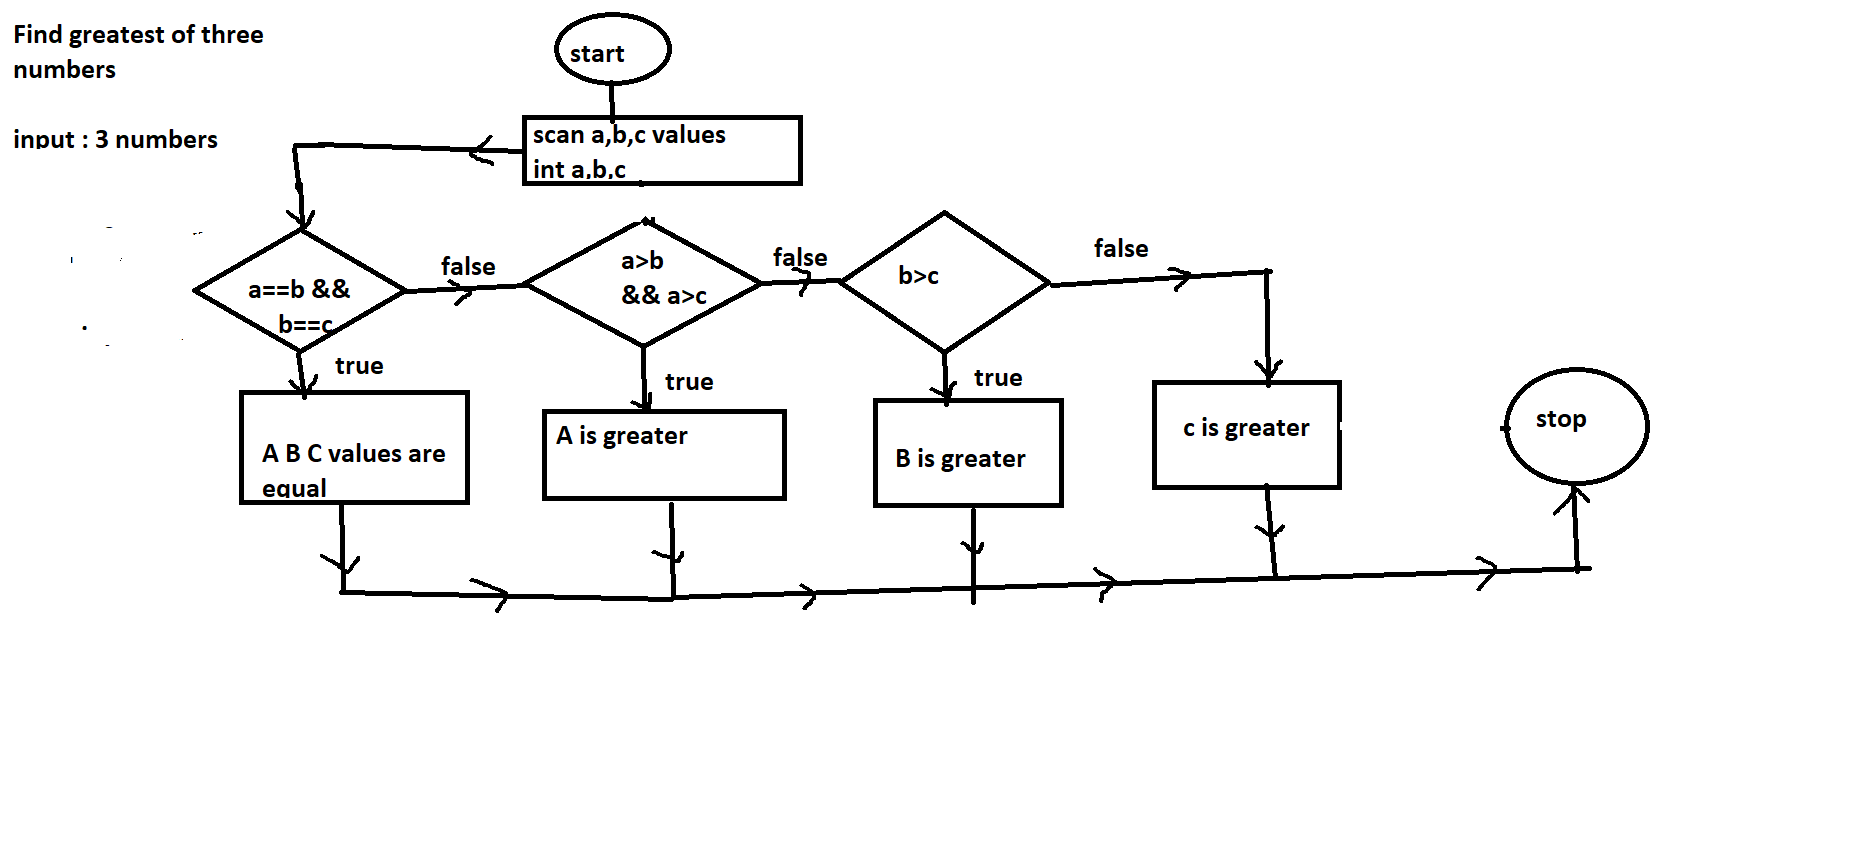 Find greatest of three
numbers
input : 3 numbers
start
scan a,b,c values
int a,b,c
a==b &&
b==c
false
a>b
&& a>c
false
b>c
false
true
true
true
A B C values are
equal
A is greater
B is greater
c is greater
stop